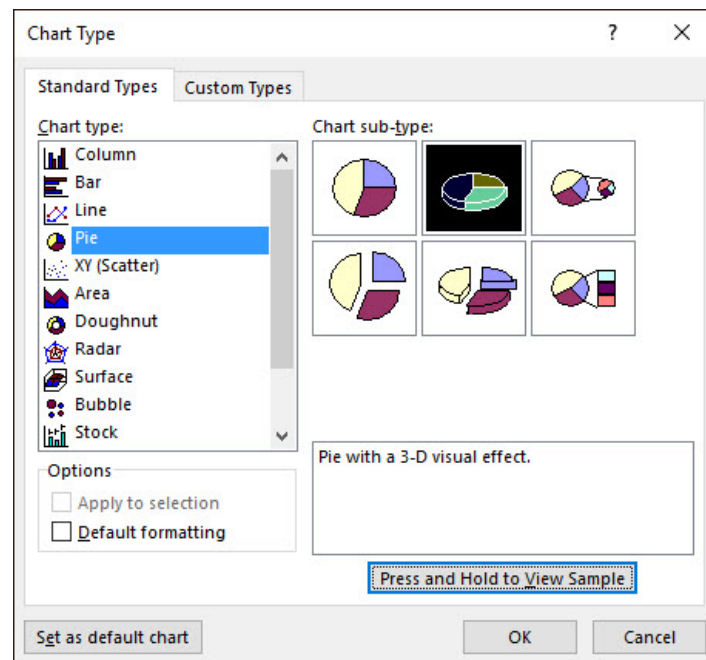 Chart Type
?
Standard Types
Custom Types
Chart type:
Column
Bar
Line
Pie
XY (Scatter)
Area
Doughnut
Radar
Surface
Bubble
Stock
Chart sub-type:
Pie with a 3-D visual effect.
Options
Apply to selection
Default formatting
Press and Hold to View Sample
Set as default chart
OK
Cancel